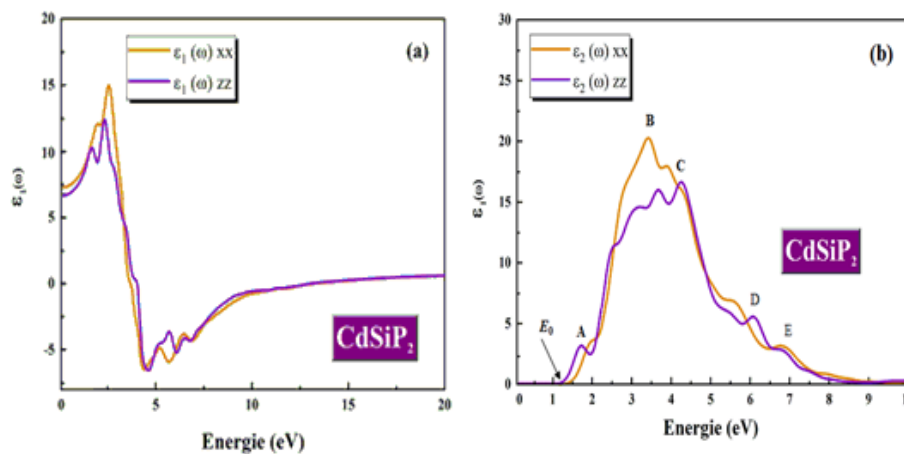 (a)
ε₁ (ω) xx
ε₁ (ω) zz
20
15
10
5
0
-5
0
5
10
15
20
CdSiP₂
Energie (eV)
(b)
ε₂ (ω) xx
ε₂ (ω) zz
30
25
20
15
10
5
0
0
1
2
3
4
5
6
7
8
9
E₀
A
B
C
D
E
CdSiP₂
Energie (eV)